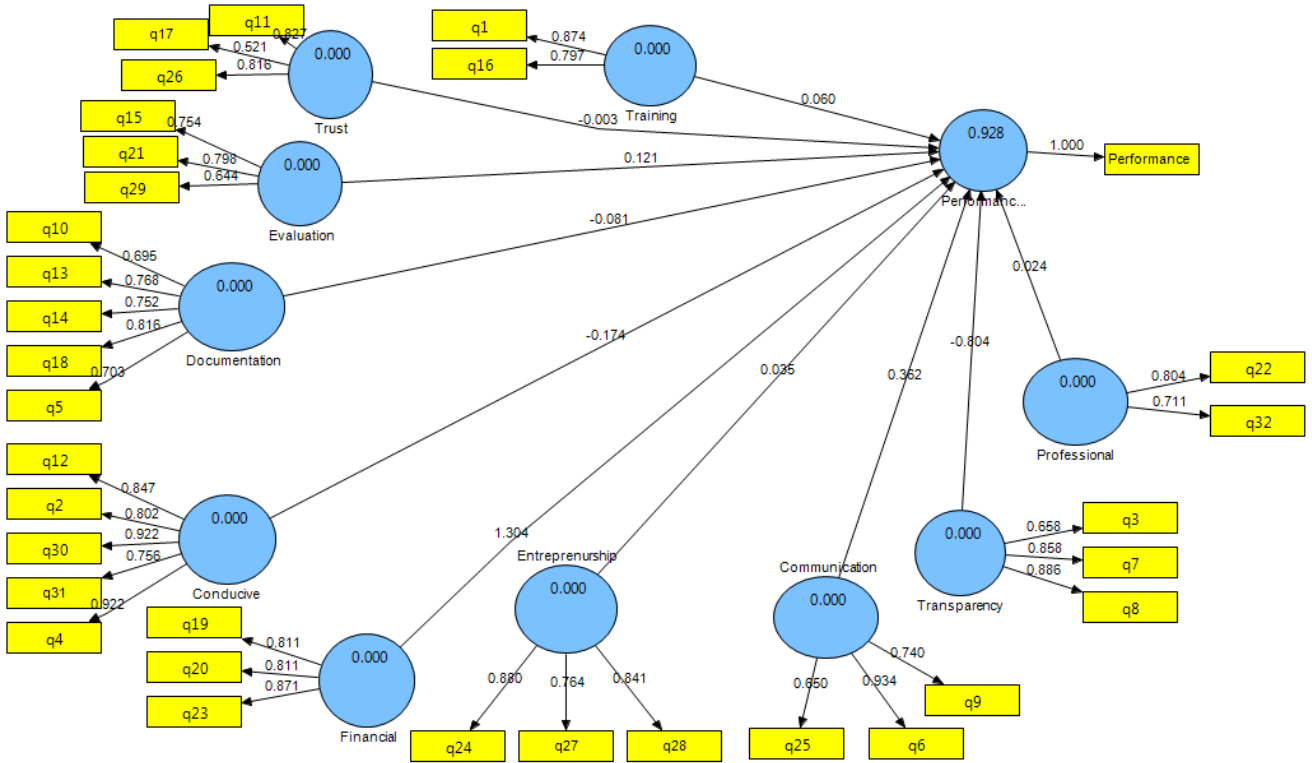 q11
q17
0.827
0.521
q26
0.816
0.000
Trust
q1
0.874
q16
0.797
0.000
Training
0.060
-0.003
0.928
1.000
Performance
Performanc...
q15
0.754
q21
0.798
q29
0.644
0.000
Evaluation
0.121
q10
0.695
q13
0.768
q14
0.752
q18
0.816
q5
0.703
0.000
Documentation
-0.081
-0.174
0.035
0.362
-0.804
0.024
0.000
Professional
0.804
q22
0.711
q32
q12
0.847
q2
0.802
q30
0.922
q31
0.756
q4
0.922
0.000
Conducive
1.304
q19
0.811
q20
0.811
q23
0.871
0.000
Financial
Entreprenurship
0.000
0.880
0.764
0.841
q24
q27
q28
Communication
0.000
0.650
0.934
0.740
q25
q6
q9
0.000
Transparency
0.658
q3
0.858
q7
0.886
q8